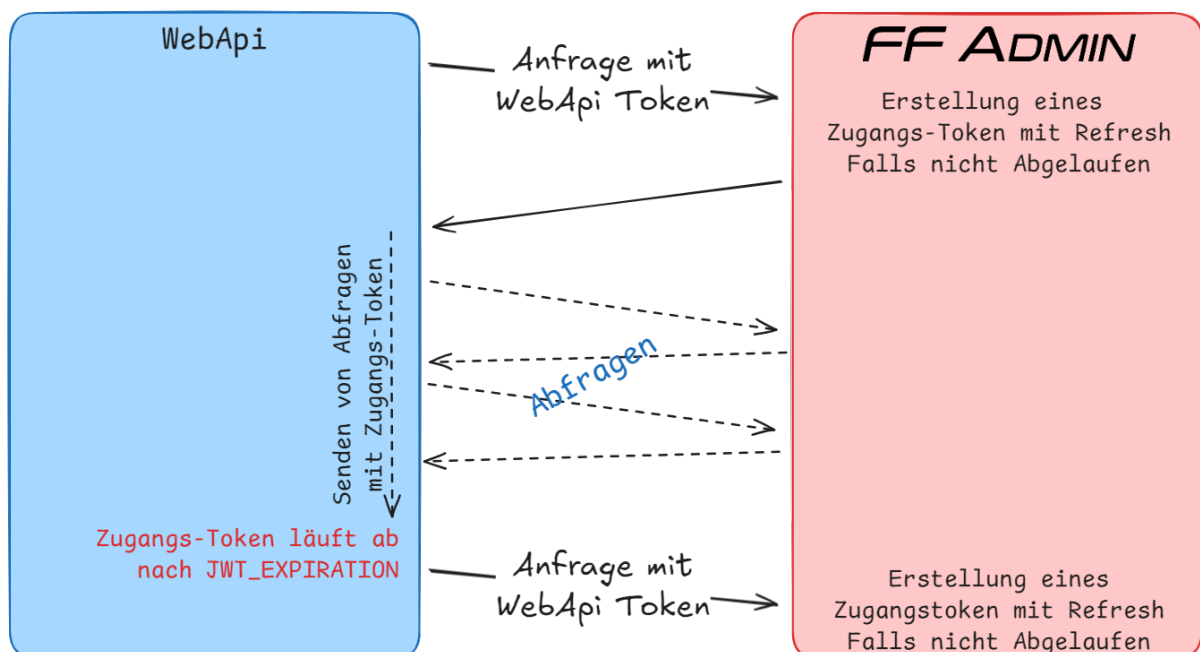 WebApi
FF ADMIN
Anfrage mit
WebApi Token
Erstellung eines
Zugangs-Token mit Refresh
Falls nicht Abgelaufen
Senden von Abfragen
mit Zugangs-Token
Abfragen
Zugangs-Token läuft ab
nach JWT_EXPIRATION
Anfrage mit
WebApi Token
Erstellung eines
Zugangstoken mit Refresh
Falls nicht Abgelaufen